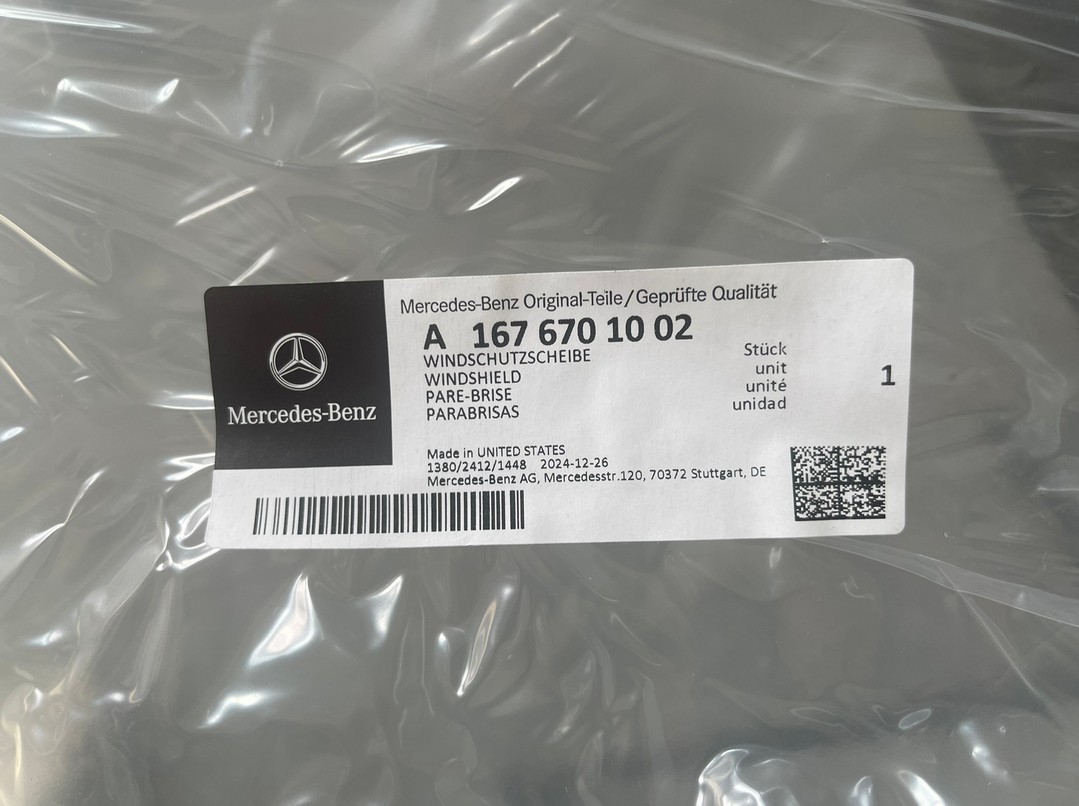 Mercedes-Benz
Mercedes-Benz Original-Teile/Geprüfte Qualität
A 167 670 10 02
WINDSCHUTZSCHEIBE
WINDSHIELD
PARE-BRISE
PARABRISAS
Stück
unit
unité
unidad
1
Made in UNITED STATES
1380/2412/1448 2024-12-26
Mercedes-Benz AG, Mercedesstr.120, 70372 Stuttgart, DE